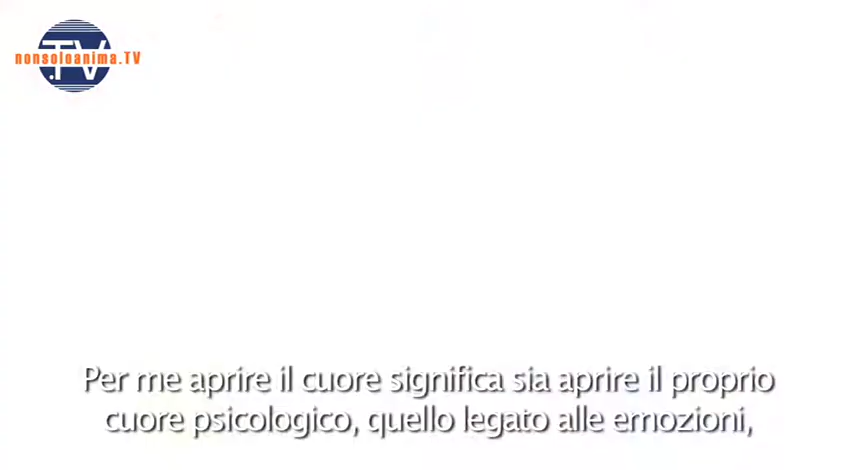 .TV
nonsoloanima.TV
Per me aprire il cuore significa sia aprire il proprio
cuore psicologico, quello legato alle emozioni,